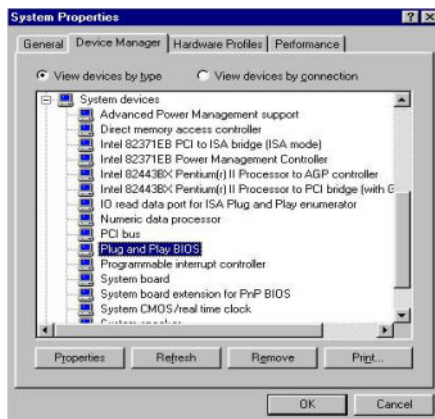 System Properties
General Device Manager Hardware Profiles Performance
View devices by type View devices by connection
System devices
Advanced Power Management support
Direct memory access controller
Intel 82371EB PCI to ISA bridge (ISA mode)
Intel 82371EB Power Management Controller
Intel 82443BX Pentium(r) II Processor to AGP controller
Intel 82443BX Pentium(r) II Processor to PCI bridge (with G
IO read data port for ISA Plug and Play enumerator
Numeric data processor
PCI bus
Plug and Play BIOS
Programmable interrupt controller
System board
System board extension for PnP BIOS
System CMOS/real time clock
System speaker
Properties Refresh Remove Print...
OK Cancel